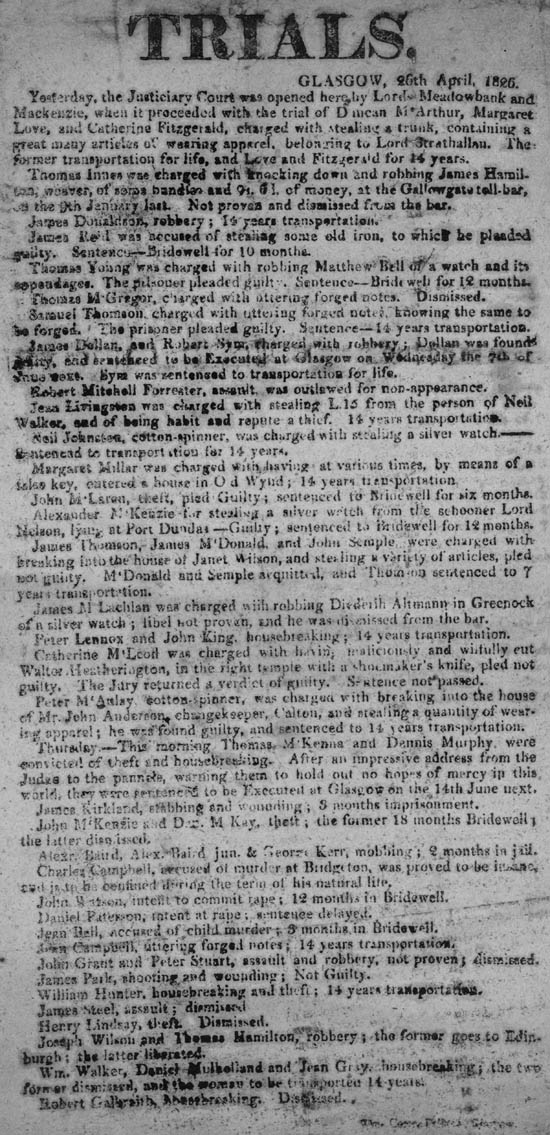 TRIALS.
GLASGOW, 26th April, 1826.
Yesterday, the Justiciary Court was opened here, by Lords Meadowbank and
Mackenzie, when it proceeded with the trial of Duncan M'Arthur, Margaret
Love, and Catherine Fitzgerald, charged with stealing a trunk, containing a
great many articles of wearing apparel, belonging to Lord Strathallan. The
former transportation for life, and Love and Fitzgerald for 14 years.
Thomas Innes was charged with knocking down and robbing James Hamil-
ton, weaver, of some bundles and of money, at the Gallowgate toll-bar,
on the 9th January last. Not proven and dismissed from the bar.
James Donaldson, robbery; 14 years transportation.
James Reid was accused of stealing some old iron, to which he pleaded
guilty. Sentence—Bridewell for 10 months.
Thomas Young was charged with robbing Matthew Bell of a watch and its
appendages. The prisoner pleaded guilty. Sentence—Bridewell for 12 months.
Thomas M'Gregor, charged with uttering forged notes. Dismissed.
Samuel Thomson, charged with uttering forged notes, knowing the same to
be forged. The prisoner pleaded guilty. Sentence—14 years transportation.
James Dollan, and Robert Sym, charged with robbery; Dollan was found
guilty, and sentenced to be Executed at Glasgow on Wednesday the 7th of
June next. Sym was sentenced to transportation for life.
Robert Mitchell Forrester, assault, was outlawed for non-appearance.
Jean Livingston was charged with stealing L.15 from the person of Neil
Walker, and of being habit and repute a thief. 14 years transportation.
Neil Johnston, cotton-spinner, was charged with stealing a silver watch.—
Sentenced to transportation for 14 years.
Margaret Millar was charged with having at various times, by means of a
false key, entered a house in Old Wynd; 14 years transportation.
John M'Laren, theft, pled Guilty; sentenced to Bridewell for six months.
Alexander M'Kenzie for stealing a silver watch from the schooner Lord
Nelson, lying at Port Dundas—Guilty; sentenced to Bridewell for 12 months.
James Thomson, James M'Donald, and John Semple, were charged with
breaking into the house of Janet Wilson, and stealing a variety of articles, pled
not guilty. M'Donald and Semple acquitted, and Thomson sentenced to 7
years transportation.
James M'Lachlan was charged with robbing Diederih Altmann in Greenock
of a silver watch; libel not proven, and he was dismissed from the bar.
Peter Lennox and John King, housebreaking; 14 years transportation.
Catherine M'Leod was charged with having maliciously and wilfully cut
Walter Heatherington, in the right temple with a shoemaker's knife, pled not
guilty. The Jury returned a verdict of guilty. Sentence not passed.
Peter M'Aulay, cotton-spinner, was charged with breaking into the house
of Mr. John Anderson, changekeeper, Calton, and stealing a quantity of wear-
ing apparel; he was found guilty, and sentenced to 14 years transportation.
Thursday.—This morning Thomas M'Kenna and Dennis Murphy, were
convicted of theft and housebreaking. After an impressive address from the
Judge to the pannels, warning them to hold out no hopes of mercy in this
world, they were sentenced to be Executed at Glasgow on the 14th June next.
James Kirkland, stabbing and wounding; 3 months imprisonment.
John M'Kenzie and M'Kay, theft; the former 18 months Bridewell;
the latter dismissed.
Alexr. Baird, Alex. Baird jun. & George Kerr, mobbing; 2 months in jail.
Charles Campbell, accused of murder at Bridgeton, was proved to be insane,
and is to be confined during the term of his natural life.
John Watson, intent to commit rape; 12 months in Bridewell.
Daniel Paterson, intent at rape; sentence delayed.
Jean Bell, accused of child murder; 3 months in Bridewell.
Campbell, uttering forged notes; 14 years transportation.
John Grant and Peter Stuart, assault and robbery, not proven; dismissed.
James Park, shooting and wounding; Not Guilty.
William Hunter, housebreaking and theft; 14 years transportation.
James Steel, assault; dismissed
Henry Lindsay, theft. Dismissed.
Joseph Wilson and Thomas Hamilton, robbery; the former goes to Edin-
burgh; the latter liberated.
Wm. Walker, Daniel Mulholland and Jean Gray, housebreaking; the two
former dismissed, and the woman to be transported 14 years.
Robert Galbraith, housebreaking. Dismissed.
Printer, Glasgow.